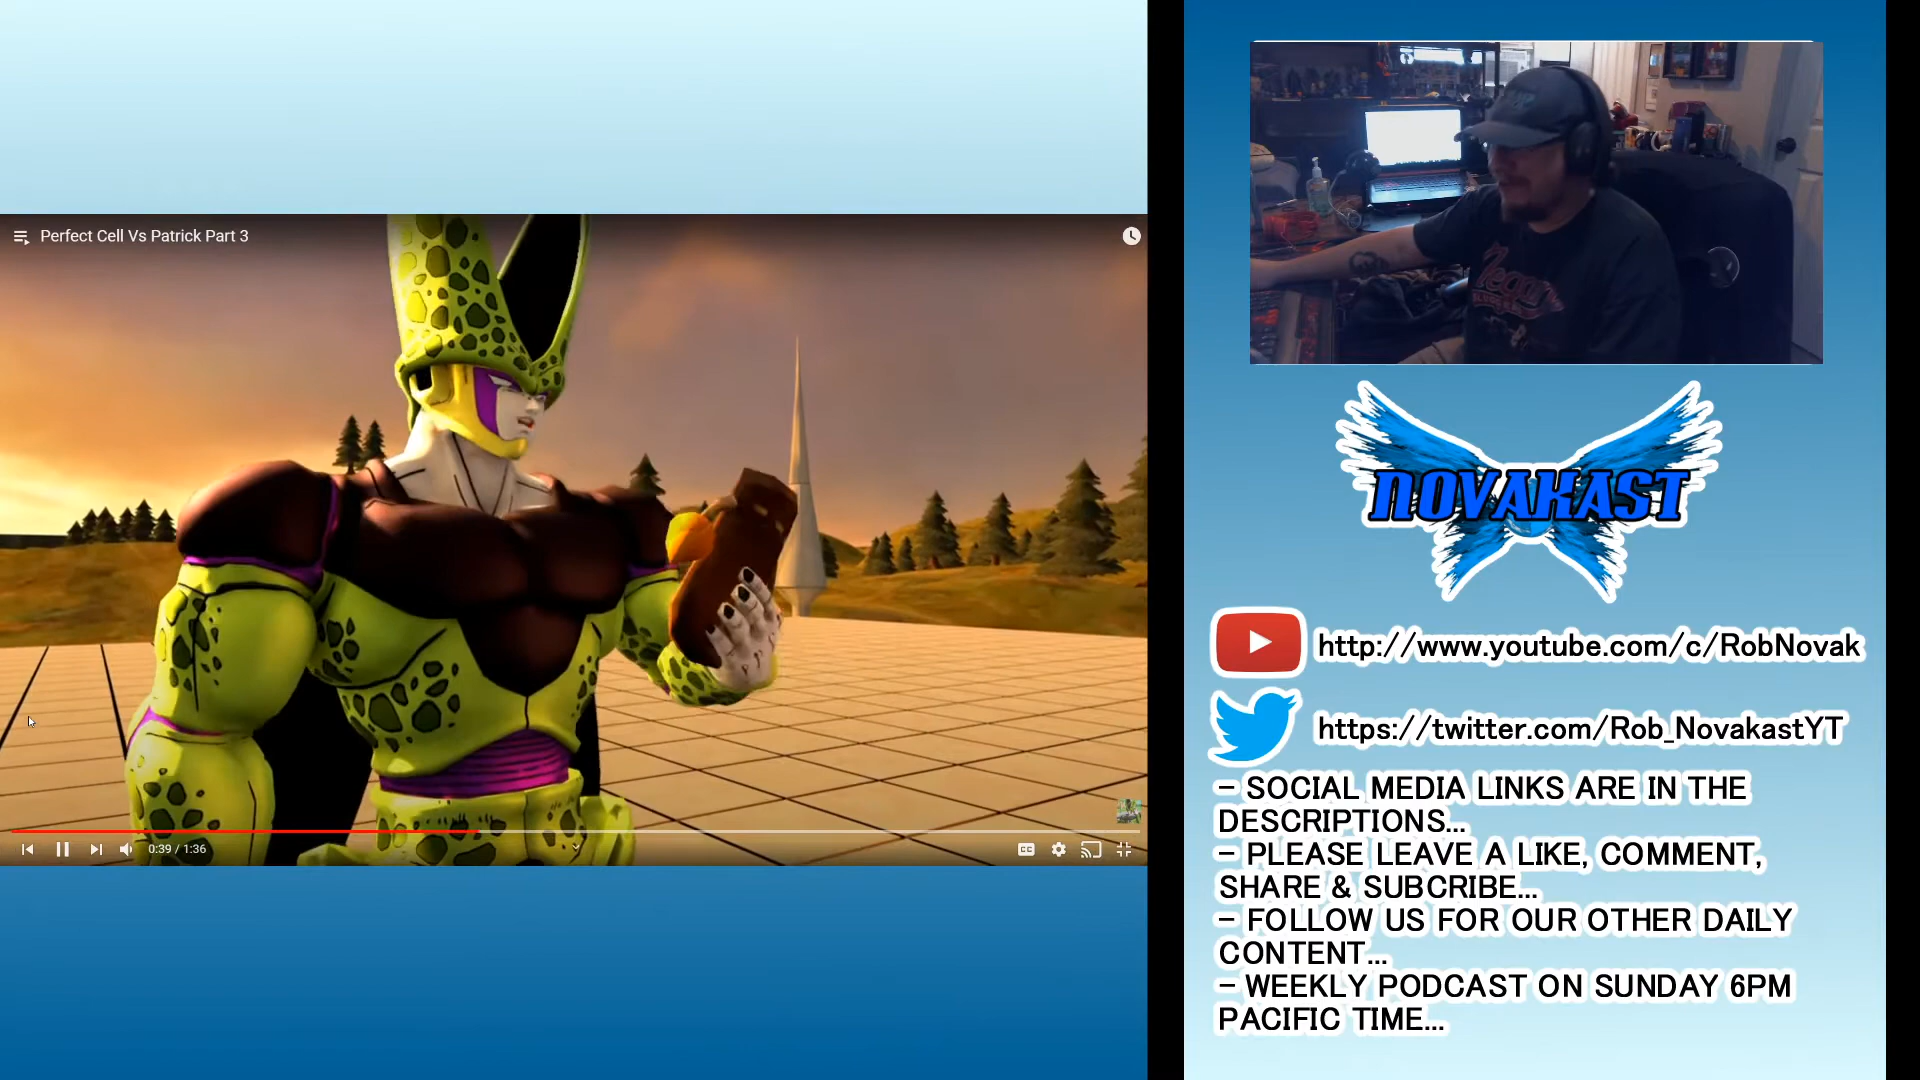 Perfect Cell Vs Patrick Part 3
0:39 / 1:36
CC
NOVAKAST
http://www.youtube.com/c/RobNovak
https://twitter.com/Rob_NovakastYT
- SOCIAL MEDIA LINKS ARE IN THE
DESCRIPTIONS...
- PLEASE LEAVE A LIKE, COMMENT,
SHARE & SUBCRIBE...
- FOLLOW US FOR OUR OTHER DAILY
CONTENT...
- WEEKLY PODCAST ON SUNDAY 6PM
PACIFIC TIME...